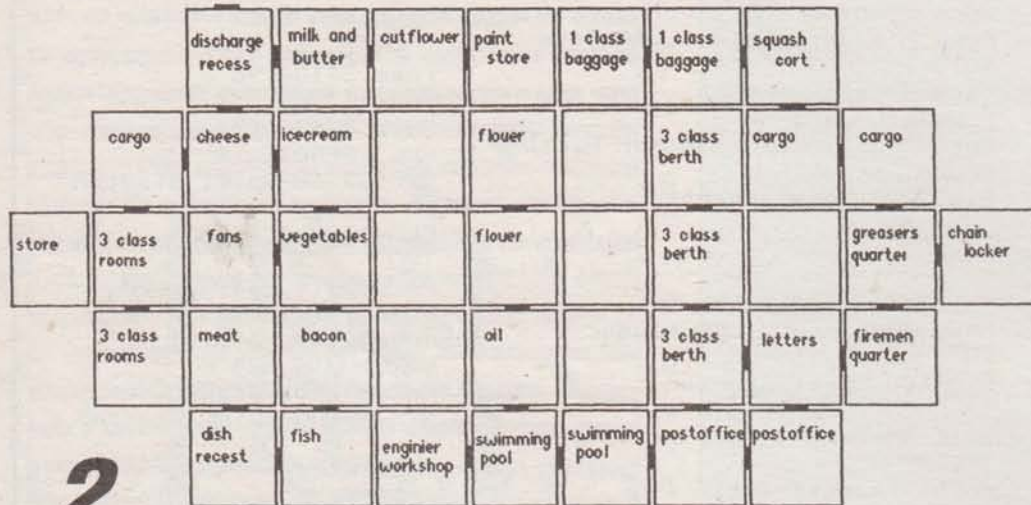 discharge
recess
milk and
butter
cutflower
paint
store
1 class
baggage
1 class
baggage
squash
cort
cargo
cheese
icecream
flouer
3 class
berth
cargo
cargo
store
3 class
rooms
fans
vegetables
flouer
3 class
berth
greasers
quarter
chain
locker
3 class
rooms
meat
bacon
oil
3 class
berth
letters
firemen
quarter
dish
recest
fish
enginier
workshop
swimming
pool
swimming
pool
postoffice
postoffice
2